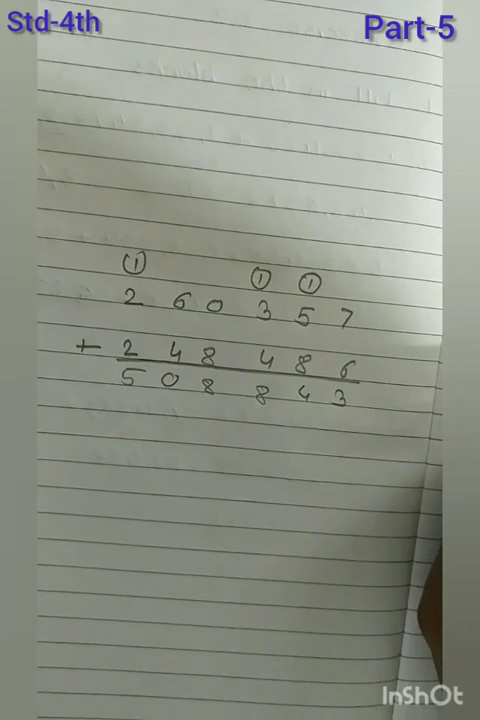 Std-4th
Part-5
① ① ①
2 6 0 3 5 7
+ 2 4 8 4 8 6
5 0 8 8 4 3
InShOt